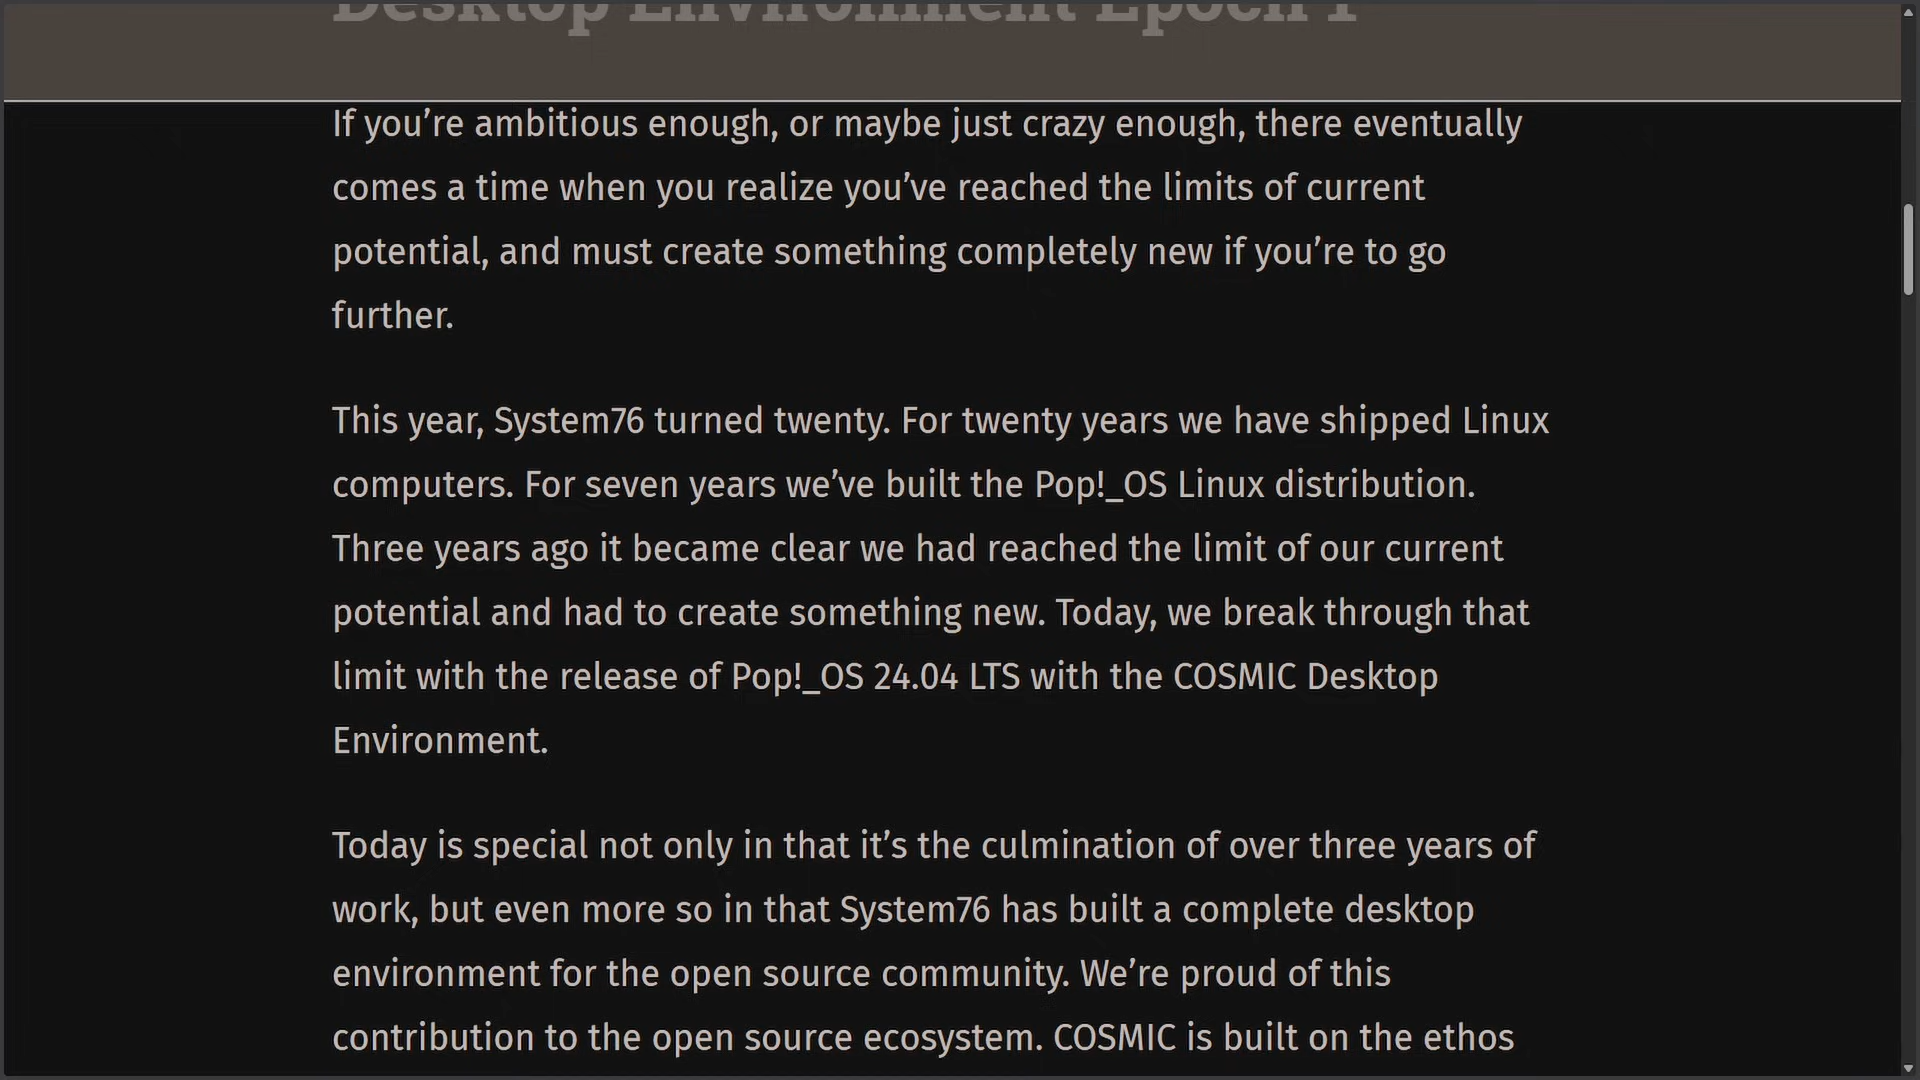 Desktop Environment Epoch 1
If you’re ambitious enough, or maybe just crazy enough, there eventually
comes a time when you realize you’ve reached the limits of current
potential, and must create something completely new if you’re to go
further.
This year, System76 turned twenty. For twenty years we have shipped Linux
computers. For seven years we’ve built the Pop!_OS Linux distribution.
Three years ago it became clear we had reached the limit of our current
potential and had to create something new. Today, we break through that
limit with the release of Pop!_OS 24.04 LTS with the COSMIC Desktop
Environment.
Today is special not only in that it’s the culmination of over three years of
work, but even more so in that System76 has built a complete desktop
environment for the open source community. We’re proud of this
contribution to the open source ecosystem. COSMIC is built on the ethos